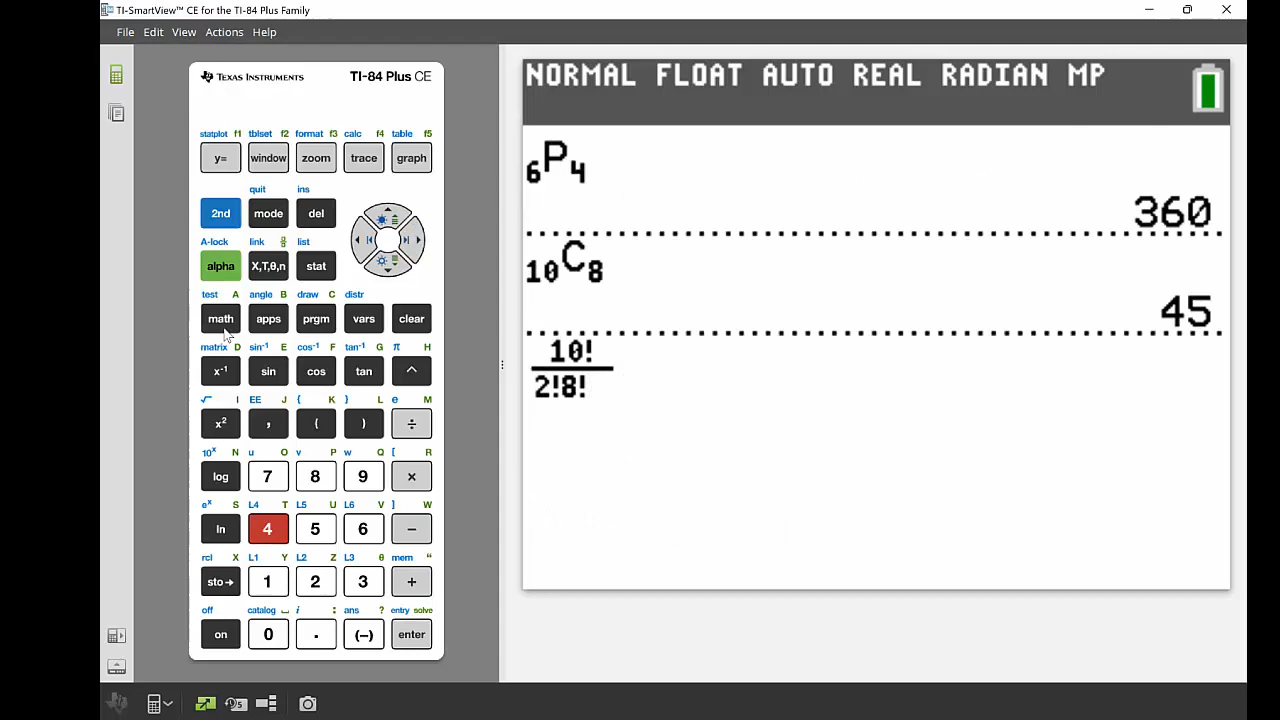 TI-SmartView™ CE for the TI-84 Plus Family
File Edit View Actions Help
TEXAS INSTRUMENTS TI-84 Plus CE
statplot f1 tblset f2 format f3 calc f4 table f5
y= window zoom trace graph
quit ins
2nd mode del
A-lock link list
alpha X,T,θ,n stat
test A angle B draw C distr
math apps prgm vars clear
matrix D sin⁻¹ E cos⁻¹ F tan⁻¹ G π H
x⁻¹ sin cos tan ^
√ I EE J { K } L e M
x² , ( ) ÷
10ˣ N u O v P w Q [ R
log 7 8 9 ×
eˣ S L4 T L5 U L6 V ] W
ln 4 5 6 −
rcl X L1 Y L2 Z L3 θ mem “
sto→ 1 2 3 +
off catalog ⎵ i : ans ? entry solve
on 0 . (−) enter
NORMAL FLOAT AUTO REAL RADIAN MP
₆P₄
360
₁₀C₈
45
10!
2!8!